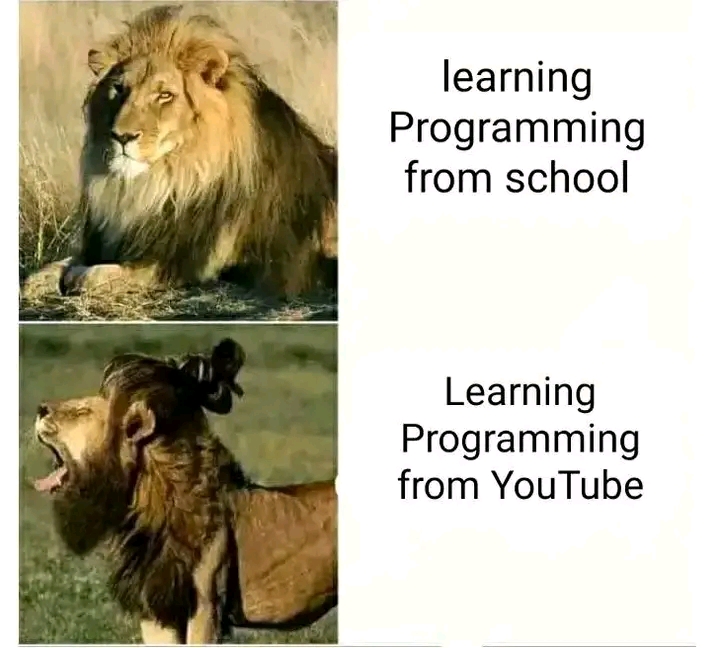 learning
Programming
from school
Learning
Programming
from YouTube